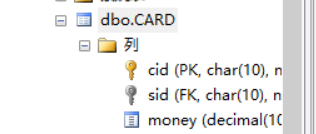 dbo.CARD
列
cid (PK, char(10), n
sid (FK, char(10), n
money (decimal(10